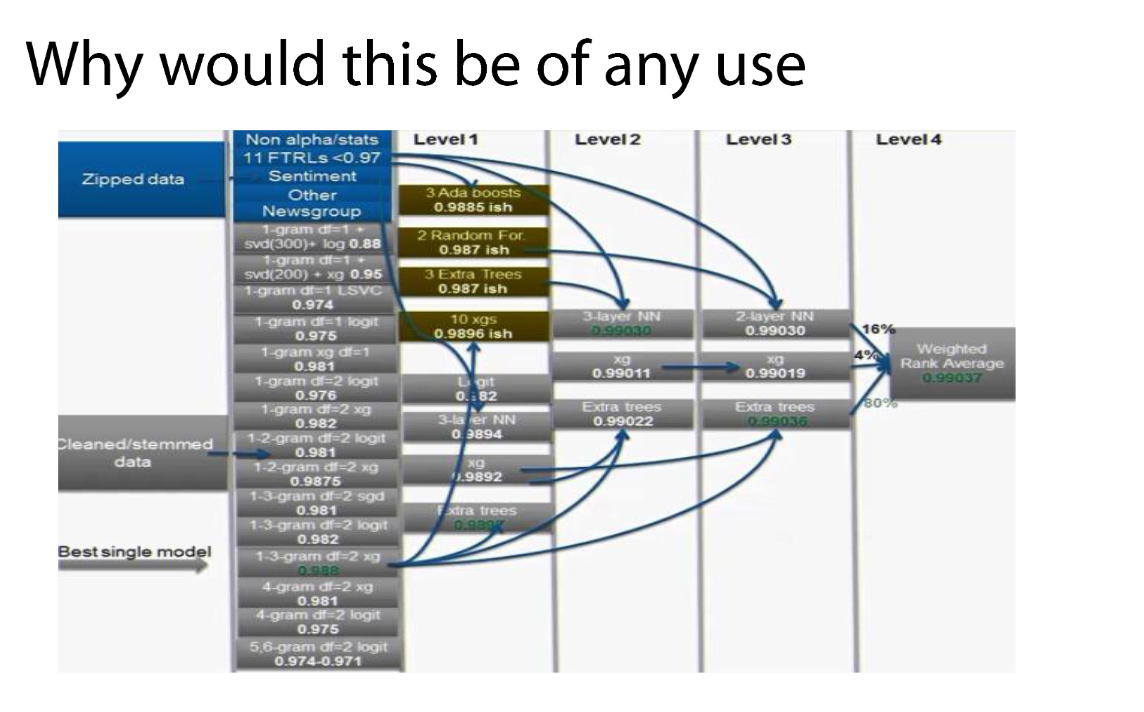 Why would this be of any use
Zipped data
Non alpha/stats
11 FTRLs <0.97
Sentiment
Other
Newsgroup
1-gram df=1 +
svd(300)+ log 0.88
1-gram df=1 +
svd(200) + xg 0.95
1-gram df=1 LSVC
0.974
1-gram df=1 logit
0.975
1-gram xg df=1
0.981
1-gram df=2 logit
0.976
1-gram df=2 xg
0.982
1-2-gram df=2 logit
0.981
1-2-gram df=2 xg
0.9875
1-3-gram df=2 sgd
0.981
1-3-gram df=2 logit
0.982
1-3-gram df=2 xg
0.988
4-gram df=2 xg
0.981
4-gram df=2 logit
0.975
5,6-gram df=2 logit
0.974-0.971
Cleaned/stemmed
data
Best single model
Level 1
3 Ada boosts
0.9885 ish
2 Random For.
0.987 ish
3 Extra Trees
0.987 ish
10 xgs
0.9896 ish
Logit
3-layer NN
0.9894
xg
0.9892
Extra trees
Level 2
3-layer NN
0.99030
xg
0.99011
Extra trees
0.99022
Level 3
2-layer NN
0.99030
xg
0.99019
Extra trees
0.99036
Level 4
16%
4%
80%
Weighted
Rank Average
0.99037